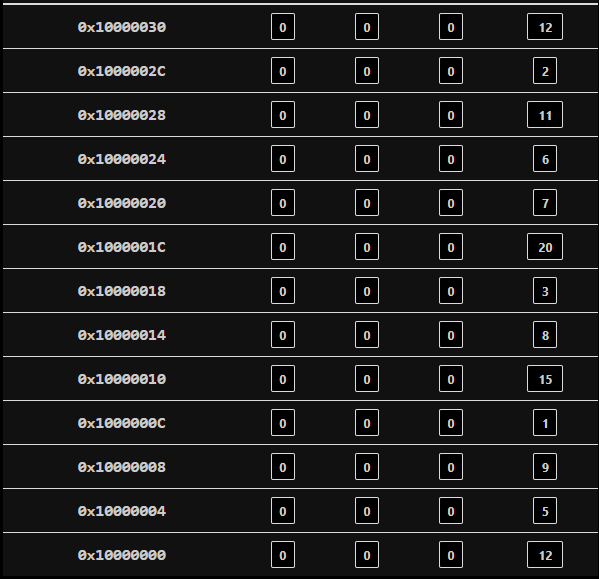 0x10000030 0 0 0 12
0x1000002C 0 0 0 2
0x10000028 0 0 0 11
0x10000024 0 0 0 6
0x10000020 0 0 0 7
0x1000001C 0 0 0 20
0x10000018 0 0 0 3
0x10000014 0 0 0 8
0x10000010 0 0 0 15
0x1000000C 0 0 0 1
0x10000008 0 0 0 9
0x10000004 0 0 0 5
0x10000000 0 0 0 12